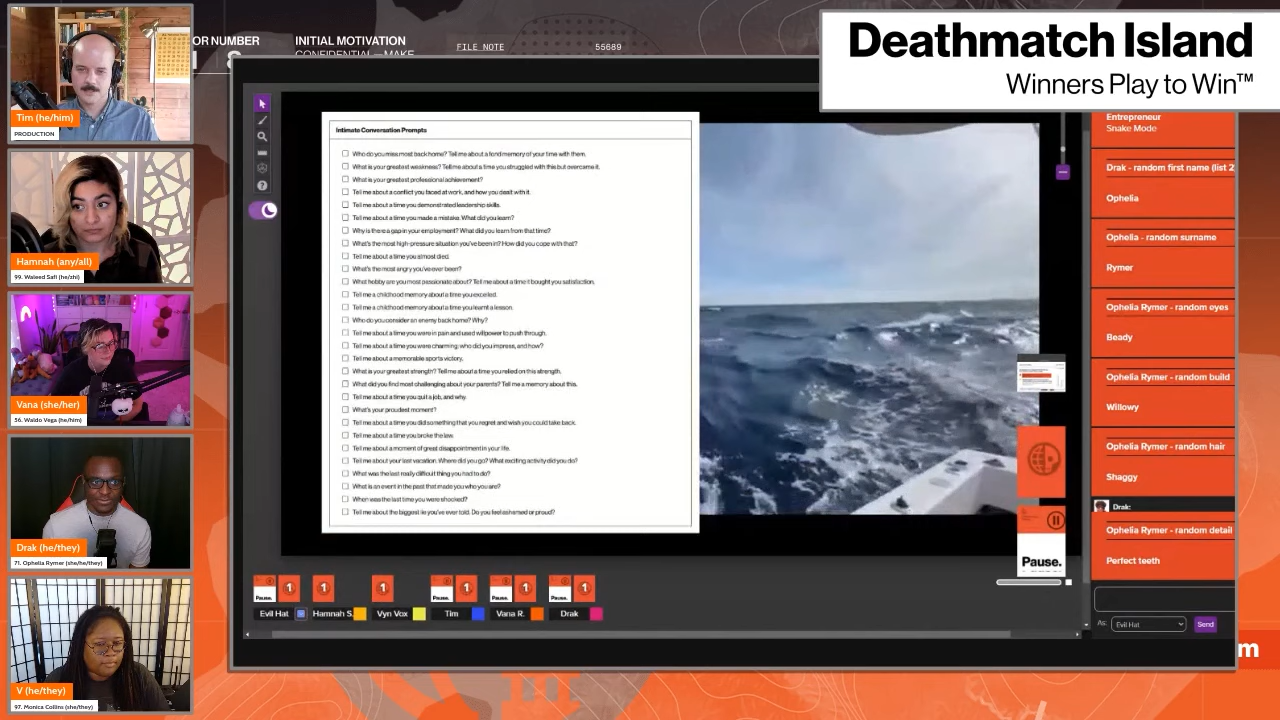 OR NUMBER
INITIAL MOTIVATION
CONFIDENTIAL – MAKE
FILE NOTE
55689
Deathmatch Island
Winners Play to Win™
Tim (he/him)
PRODUCTION
Hamnah (any/all)
99. Waleed Safi (he/zhi)
Vana (she/her)
56. Waldo Vega (he/him)
Drak (he/they)
71. Ophelia Rymer (she/he/they)
V (he/they)
97. Monica Collins (she/they)
Intimate Conversation Prompts
Who do you miss most back home? Tell me about a fond memory of your time with them.
What is your greatest weakness? Tell me about a time you struggled with this but overcame it.
What is your greatest professional achievement?
Tell me about a conflict you faced at work, and how you dealt with it.
Tell me about a time you demonstrated leadership skills.
Tell me about a time you made a mistake. What did you learn?
Why is there a gap in your employment? What did you learn from that time?
What's the most high-pressure situation you've been in? How did you cope with that?
Tell me about a time you almost died.
What's the most angry you've ever been?
What hobby are you most passionate about? Tell me about a time it bought you satisfaction.
Tell me a childhood memory about a time you excelled.
Tell me a childhood memory about a time you learnt a lesson.
Who do you consider an enemy back home? Why?
Tell me about a time you were in pain and used willpower to push through.
Tell me about a time you were charming: who did you impress, and how?
Tell me about a memorable sports victory.
What is your greatest strength? Tell me about a time you relied on this strength.
What did you find most challenging about your parents? Tell me a memory about this.
Tell me about a time you quit a job, and why.
What's your proudest moment?
Tell me about a time you did something that you regret and wish you could take back.
Tell me about a time you broke the law.
Tell me about a moment of great disappointment in your life.
Tell me about your last vacation. Where did you go? What exciting activity did you do?
What was the last really difficult thing you had to do?
What is an event in the past that made you who you are?
When was the last time you were shocked?
Tell me about the biggest lie you've ever told. Do you feel ashamed or proud?
Entrepreneur
Snake Mode
Drak - random first name (list 2
Ophelia
Ophelia - random surname
Rymer
Ophelia Rymer - random eyes
Beady
Ophelia Rymer - random build
Willowy
Ophelia Rymer - random hair
Shaggy
Drak:
Ophelia Rymer - random detail
Perfect teeth
As:
Evil Hat
Send
Pause.
Pause.
1
1
1
Pause.
1
Pause.
1
Pause.
1
Evil Hat
Hamnah S.
Vyn Vox
Tim
Vana R.
Drak
m